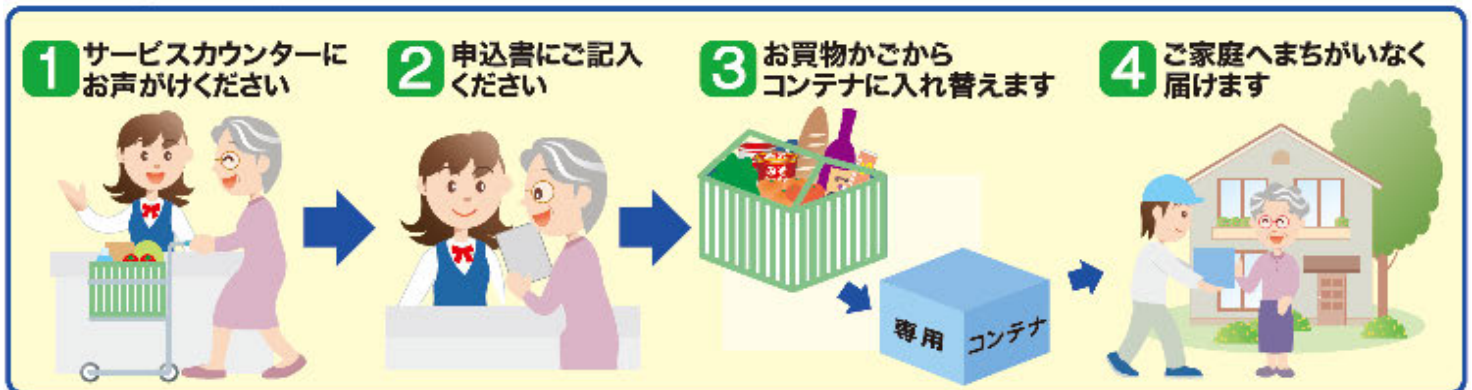 1 サービスカウンターに
お声がけください
2 申込書にご記入
ください
3 お買物かごから
コンテナに入れ替えます
4 ご家庭へまちがいなく
届けます
専用 コンテナ